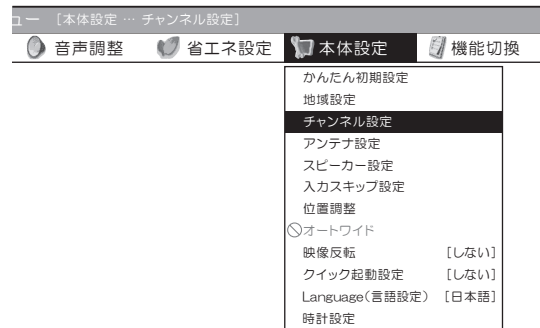 ュー [本体設定 … チャンネル設定]
音声調整 省エネ設定 本体設定 機能切換
かんたん初期設定
地域設定
チャンネル設定
アンテナ設定
スピーカー設定
入力スキップ設定
位置調整
オートワイド
映像反転 [しない]
クイック起動設定 [しない]
Language(言語設定) [日本語]
時計設定